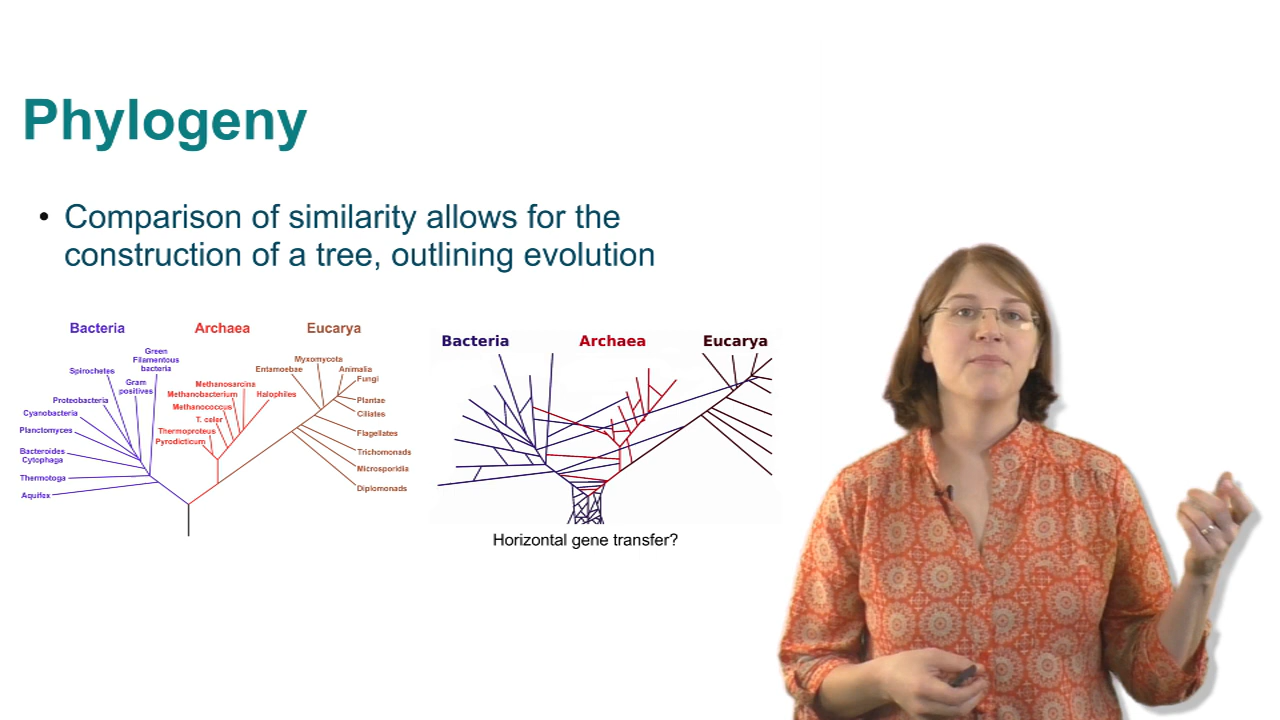 Phylogeny
• Comparison of similarity allows for the
construction of a tree, outlining evolution
Bacteria Archaea Eucarya
Green
Filamentous
bacteria
Spirochetes
Gram
positives
Proteobacteria
Cyanobacteria
Planctomyces
Bacteroides
Cytophaga
Thermotoga
Aquifex
Methanosarcina
Methanobacterium
Halophiles
Methanococcus
T. celer
Thermoproteus
Pyrodicticum
Myxomycota
Entamoebae
Animalia
Fungi
Plantae
Ciliates
Flagellates
Trichomonads
Microsporidia
Diplomonads
Bacteria Archaea Eucarya
Horizontal gene transfer?